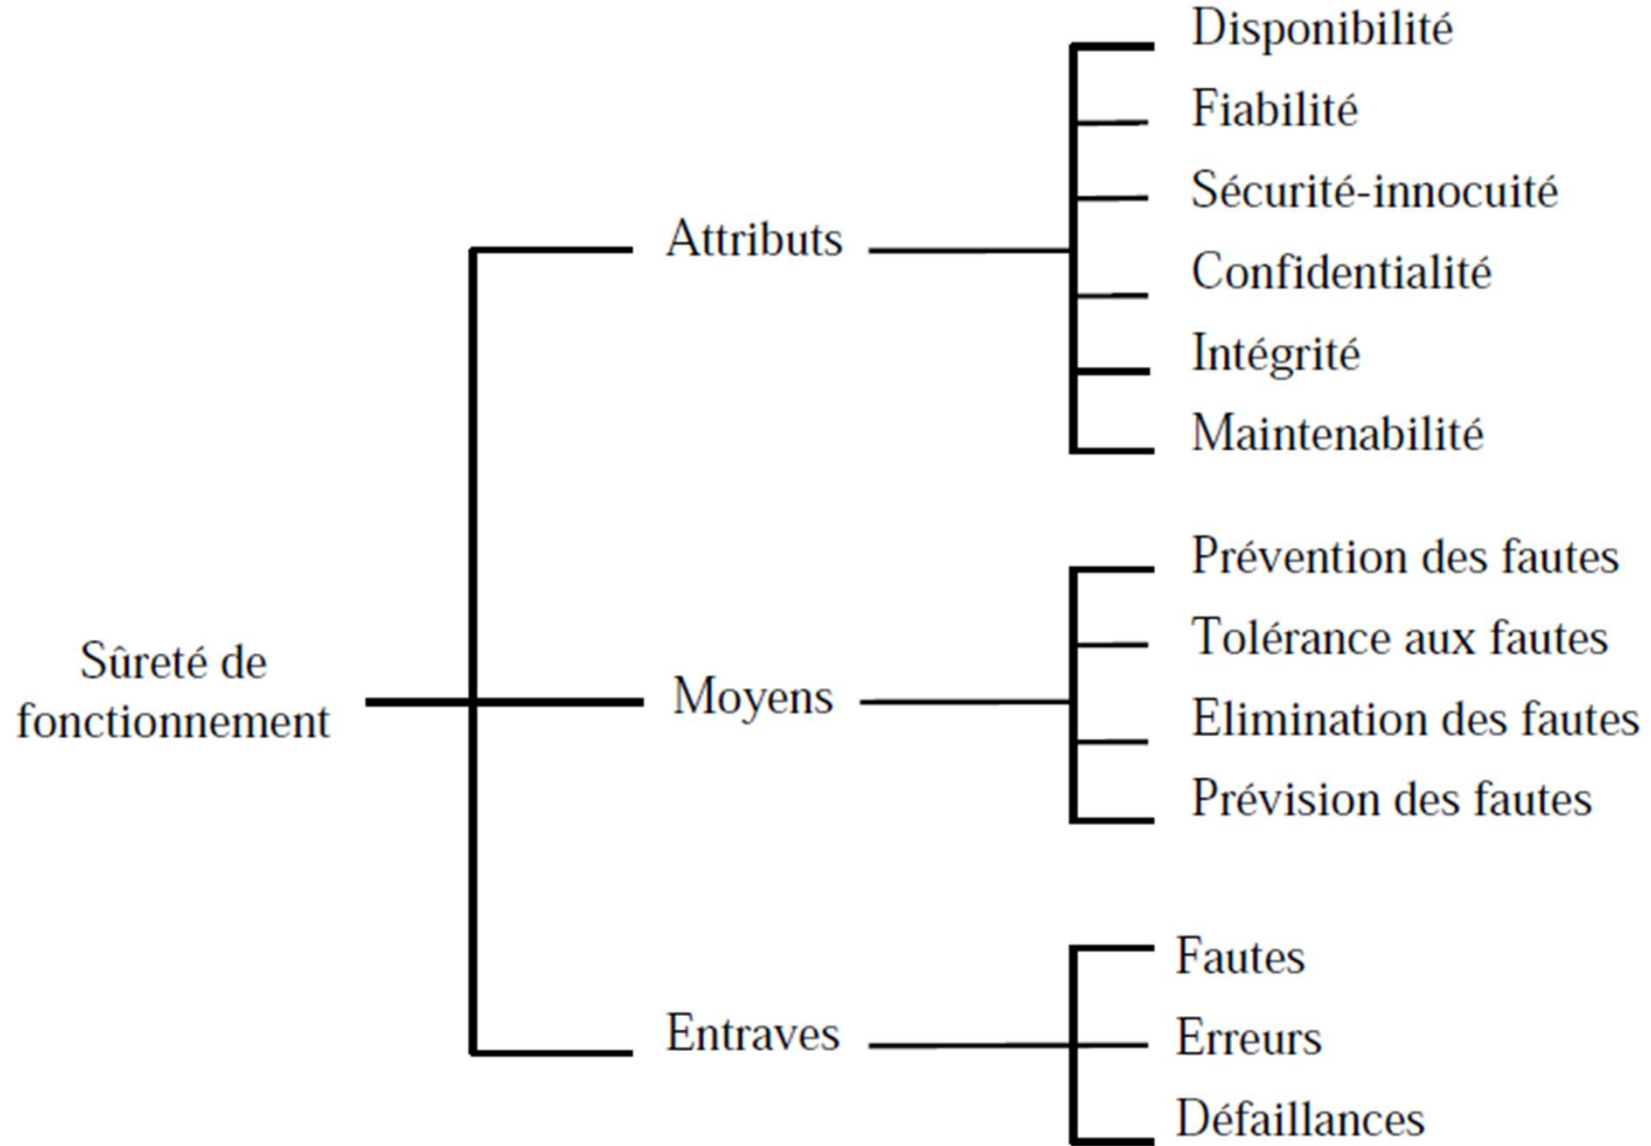 Sûreté de
fonctionnement
Attributs
Disponibilité
Fiabilité
Sécurité-innocuité
Confidentialité
Intégrité
Maintenabilité
Moyens
Prévention des fautes
Tolérance aux fautes
Elimination des fautes
Prévision des fautes
Entraves
Fautes
Erreurs
Défaillances